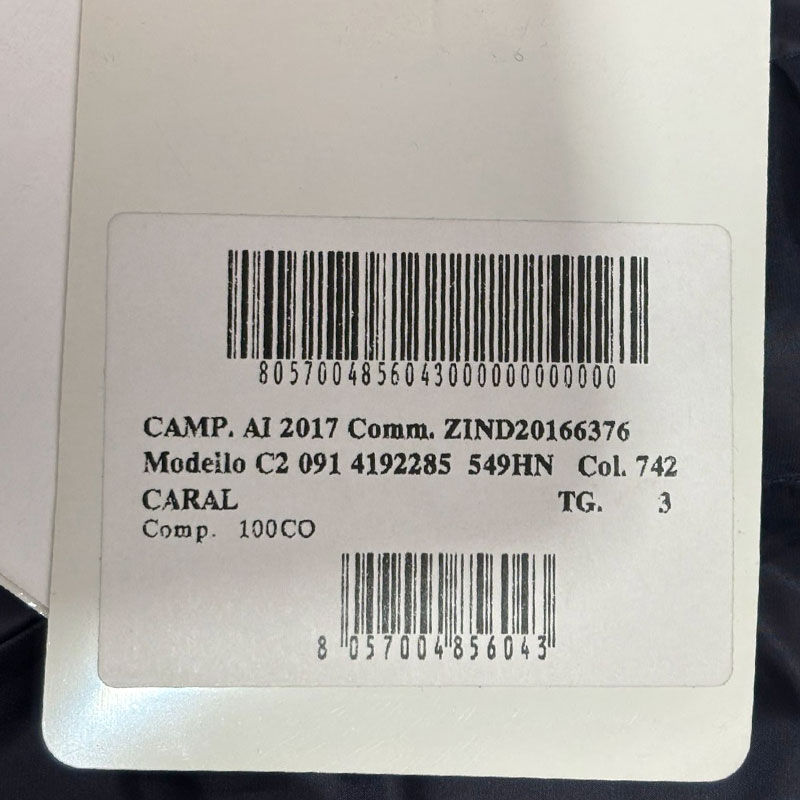 80570048560430000000000000
CAMP. AI 2017 Comm. ZIND20166376
Modello C2 091 4192285 549HN Col. 742
CARAL TG. 3
Comp. 100CO
8 057004 856043